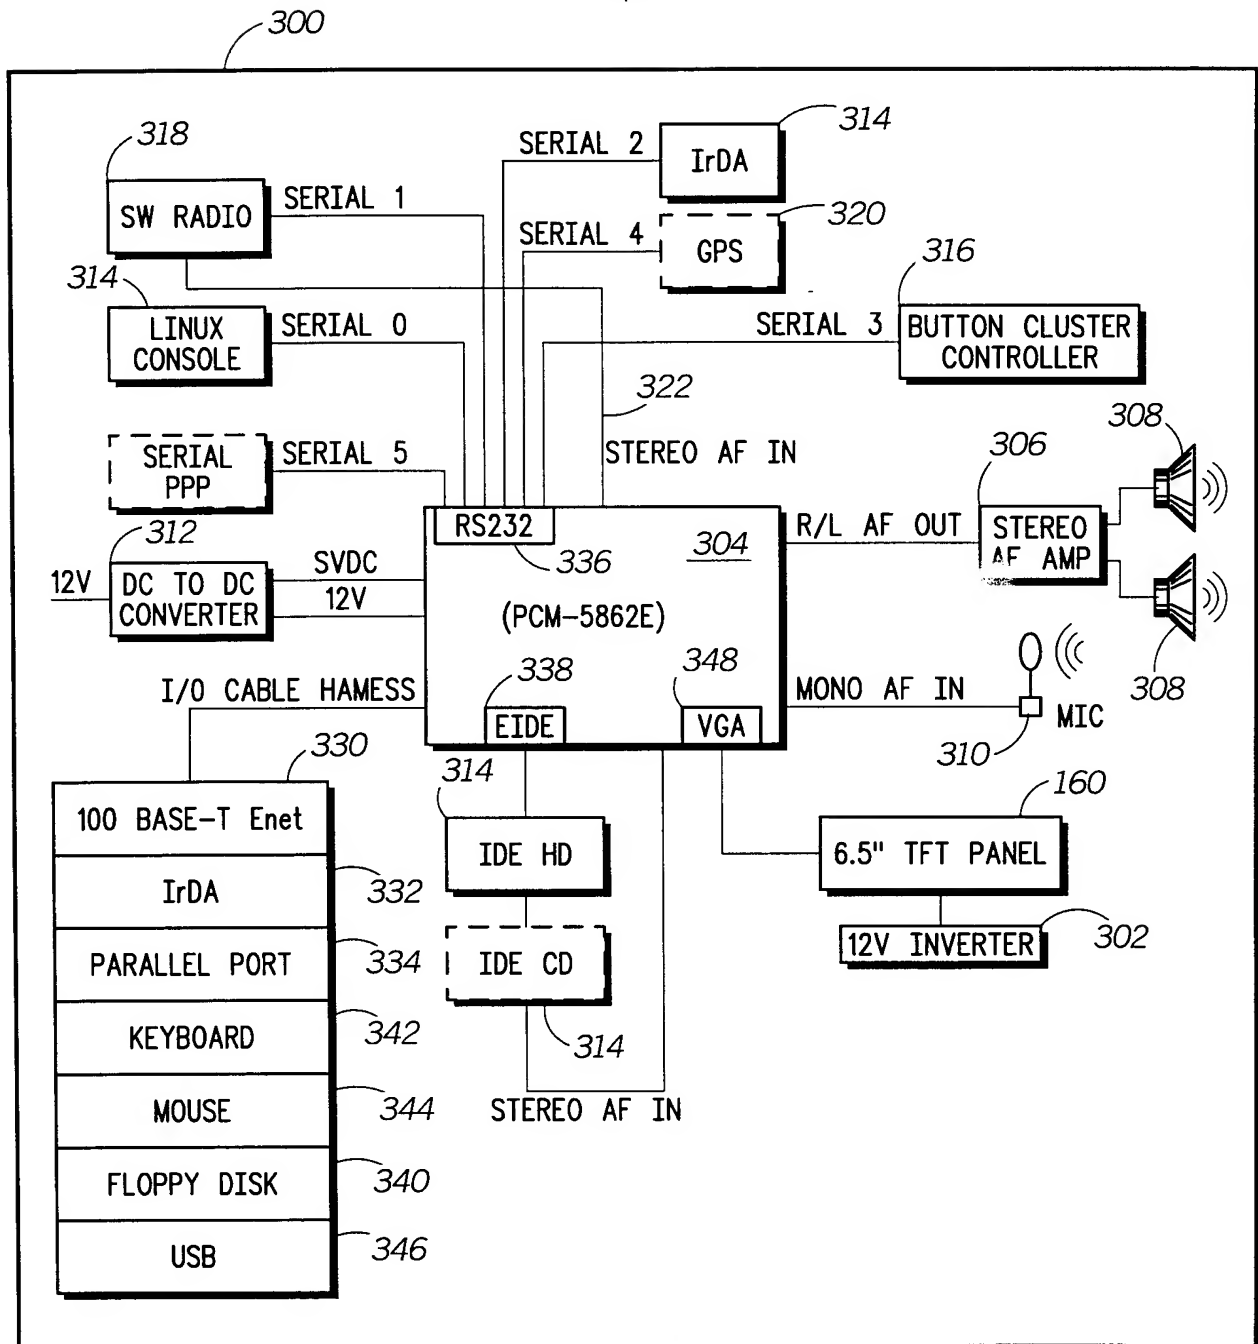 300
318
SW RADIO
SERIAL 1
SERIAL 2
IrDA
314
SERIAL 4
GPS
320
314
LINUX
CONSOLE
SERIAL 0
SERIAL 3
316
BUTTON CLUSTER
CONTROLLER
322
STEREO AF IN
SERIAL
PPP
SERIAL 5
306
308
R/L AF OUT
STEREO
AF AMP
308
RS232
336
304
(PCM-5862E)
312
12V
DC TO DC
CONVERTER
SVDC
12V
I/O CABLE HAMESS
338
EIDE
348
VGA
MONO AF IN
MIC
310
330
100 BASE-T Enet
IrDA
332
PARALLEL PORT
334
KEYBOARD
342
MOUSE
344
FLOPPY DISK
340
USB
346
314
IDE HD
IDE CD
314
STEREO AF IN
160
6.5" TFT PANEL
12V INVERTER
302